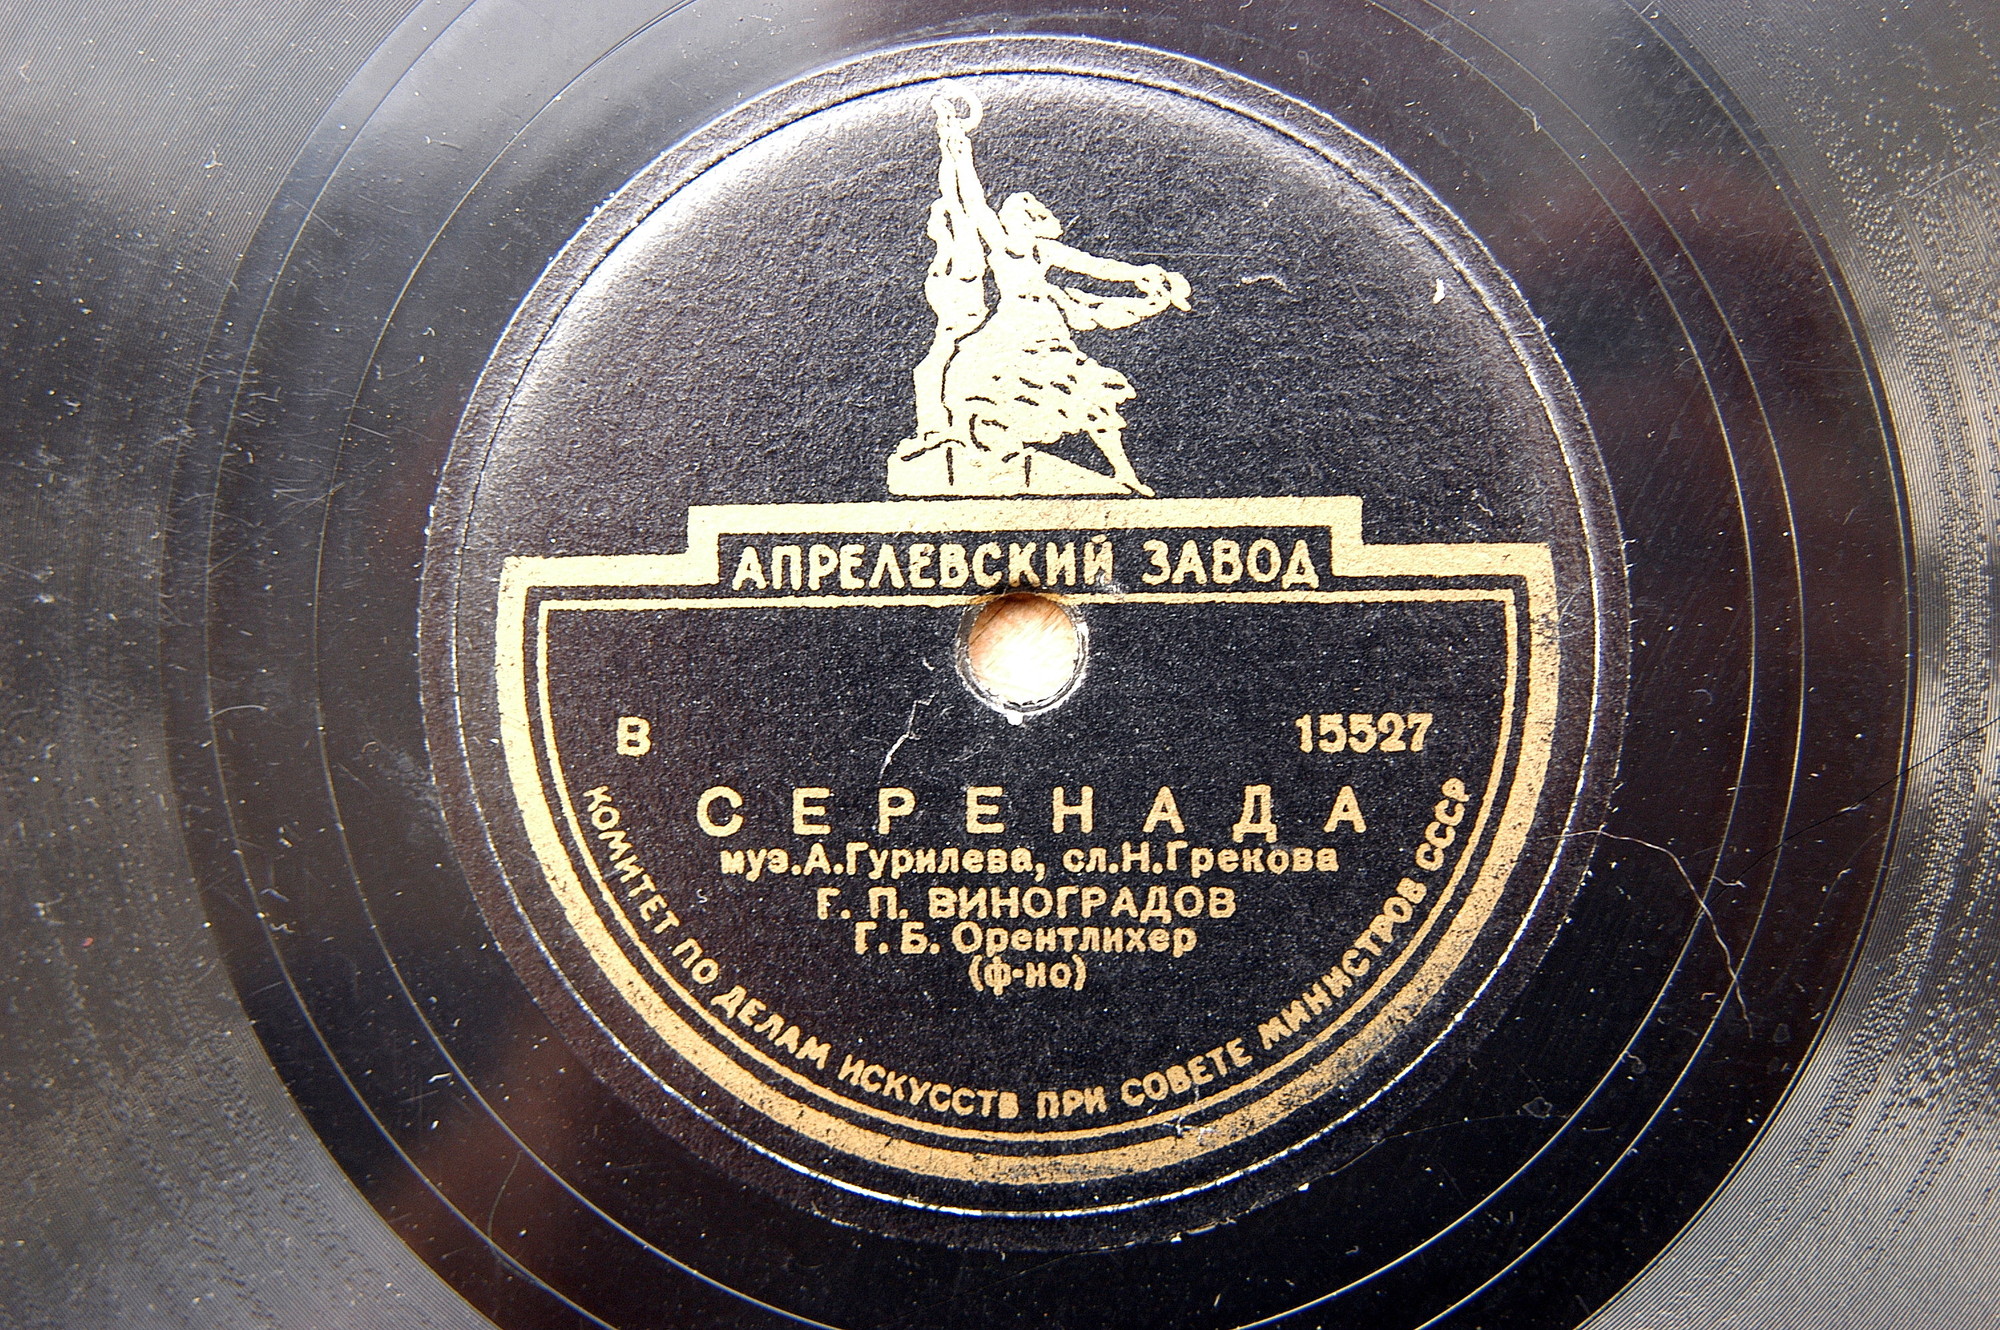 АПРЕЛЕВСКИЙ ЗАВОД
В 15527
СЕРЕНАДА
муз.А.Гурилева, сл.Н.Грекова
Г. П. ВИНОГРАДОВ
Г. Б. Орентлихер
(ф-но)
КОМИТЕТ ПО ДЕЛАМ ИСКУССТВ ПРИ СОВЕТЕ МИНИСТРОВ СССР